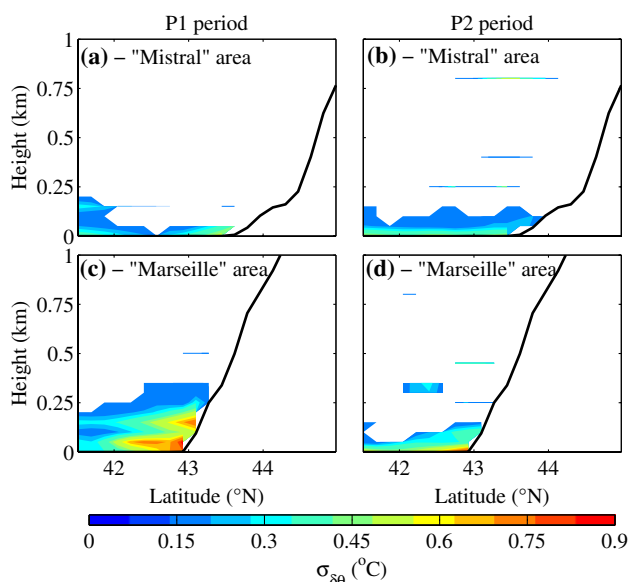 P1 period P2 period
1 (a) – "Mistral" area (b) – "Mistral" area
0.75
Height (km)
0.5
0.25
0
1 (c) – "Marseille" area (d) – "Marseille" area
0.75
Height (km)
0.5
0.25
0
42 43 44 42 43 44
Latitude (°N) Latitude (°N)
0 0.15 0.3 0.45 0.6 0.75 0.9
σδθ (°C)